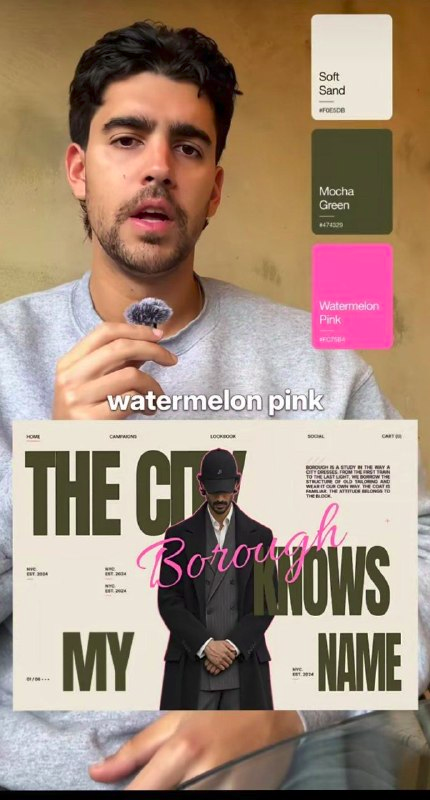 Soft
Sand
#F0E5DB
Mocha
Green
#474329
Watermelon
Pink
watermelon pink
HOME
CAMPAIGNS
LOOKBOOK
SOCIAL
CART (0)
THE CITY
BOROUGH IS A STUDY IN THE WAY A
CITY DRESSES. FROM THE FIRST TRAIN
TO THE LAST LIGHT, WE BORROW THE
STRUCTURE OF OLD TAILORING AND
WEAR IT OUR OWN WAY. THE COAT IS
FAMILIAR. THE ATTITUDE BELONGS TO
THE BLOCK.
Borough
KNOWS
NYC.
EST. 2024
NYC.
EST. 2024
NYC.
EST. 2024
MY
NYC.
EST. 2024
NAME
01 / 06